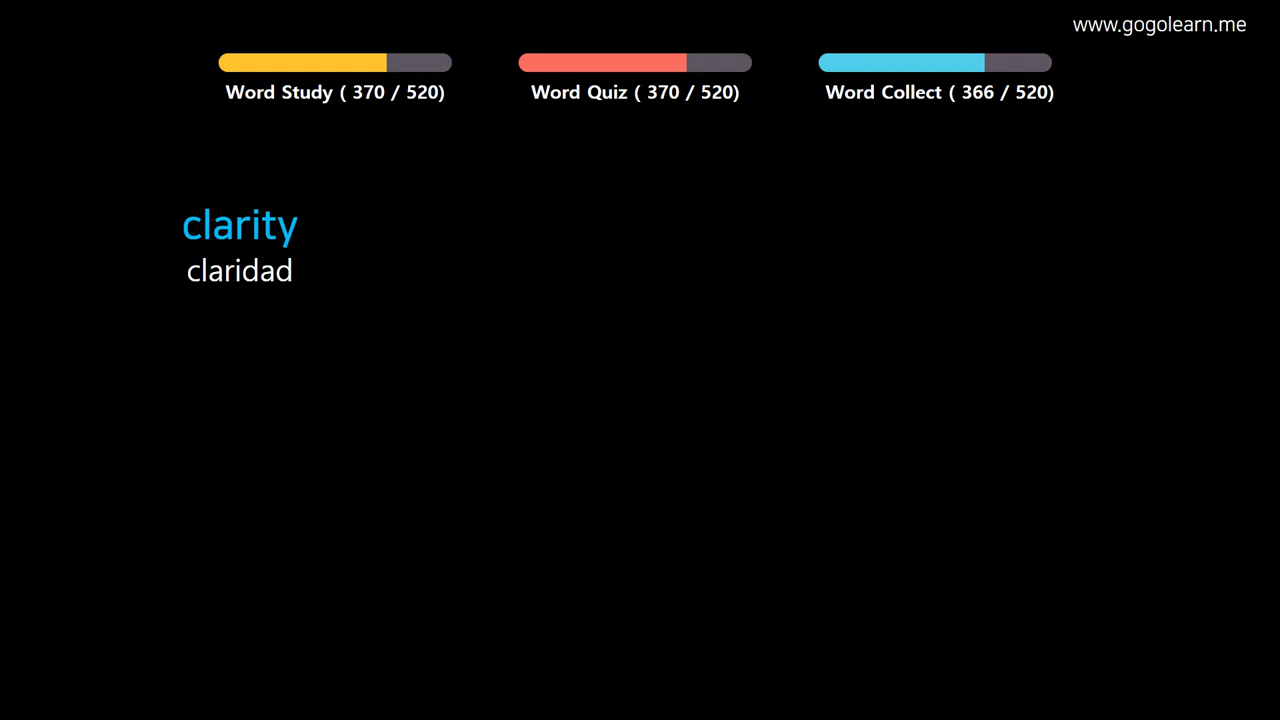 www.gogolearn.me
Word Study ( 370 / 520)
Word Quiz ( 370 / 520)
Word Collect ( 366 / 520)
clarity
claridad